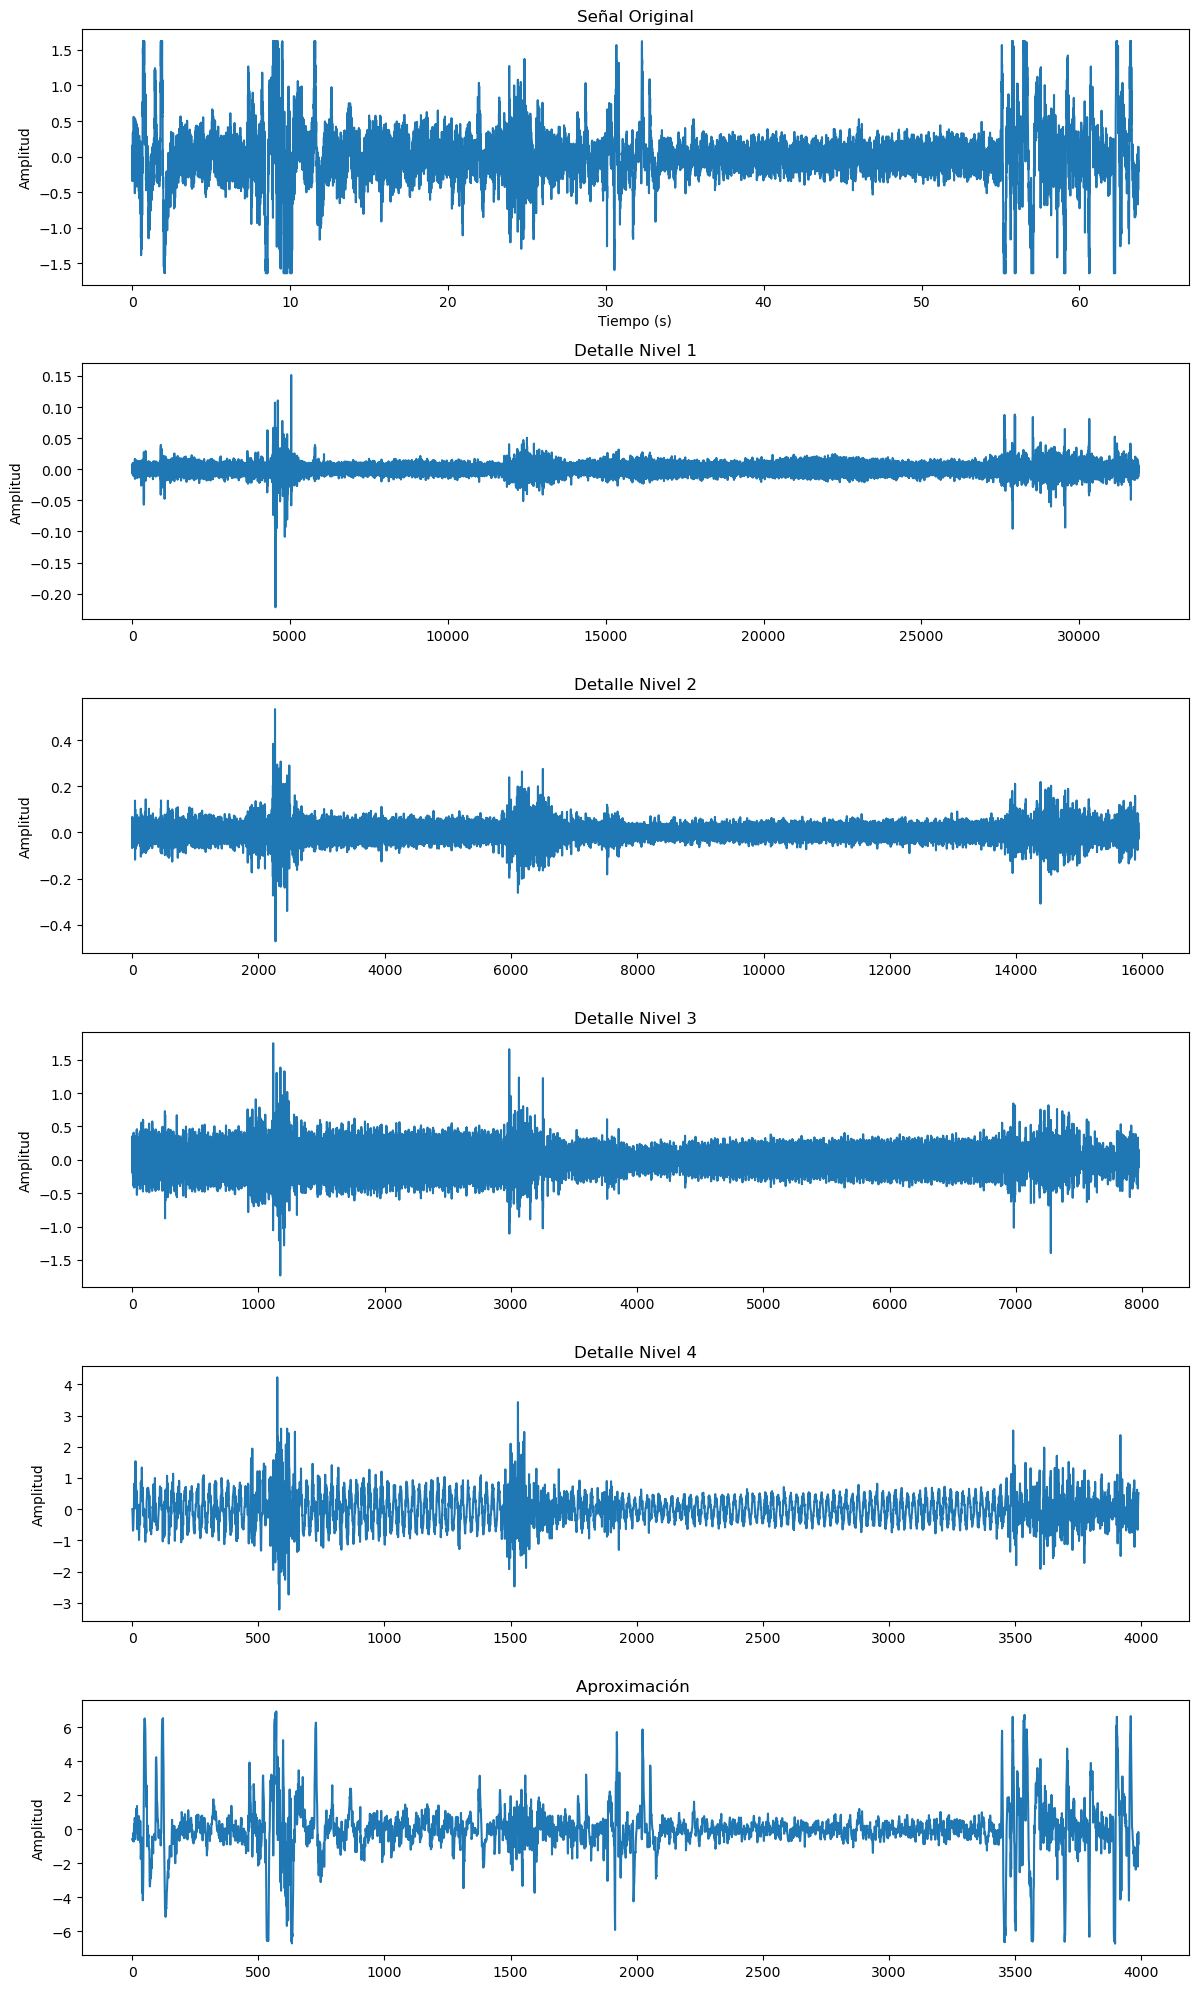 Señal Original
1.5
1.0
0.5
0.0
−0.5
−1.0
−1.5
Amplitud
0 10 20 30 40 50 60
Tiempo (s)
Detalle Nivel 1
0.15
0.10
0.05
0.00
−0.05
−0.10
−0.15
−0.20
Amplitud
0 5000 10000 15000 20000 25000 30000
Detalle Nivel 2
0.4
0.2
0.0
−0.2
−0.4
Amplitud
0 2000 4000 6000 8000 10000 12000 14000 16000
Detalle Nivel 3
1.5
1.0
0.5
0.0
−0.5
−1.0
−1.5
Amplitud
0 1000 2000 3000 4000 5000 6000 7000 8000
Detalle Nivel 4
4
3
2
1
0
−1
−2
−3
Amplitud
0 500 1000 1500 2000 2500 3000 3500 4000
Aproximación
6
4
2
0
−2
−4
−6
Amplitud
0 500 1000 1500 2000 2500 3000 3500 4000